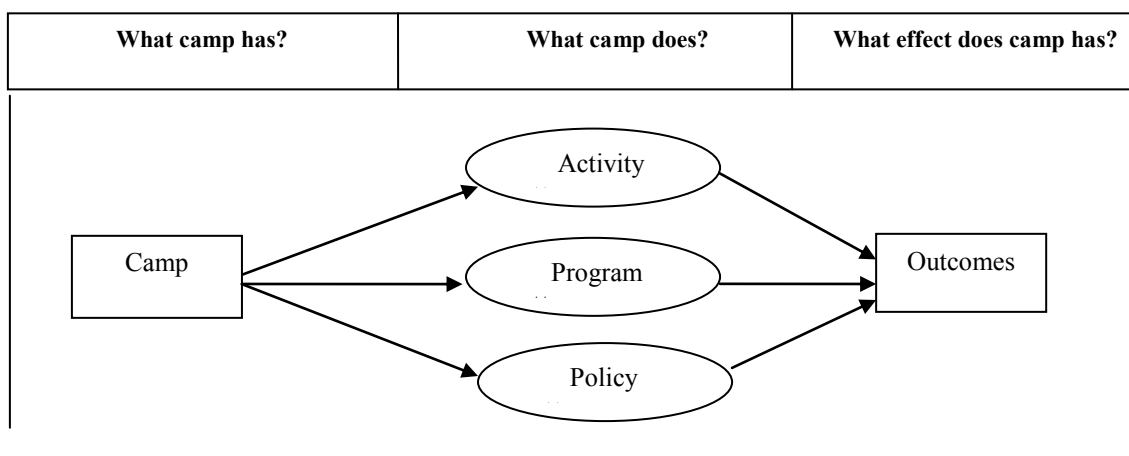 What camp has? What camp does? What effect does camp has?
Activity
Camp
Program
Outcomes
Policy